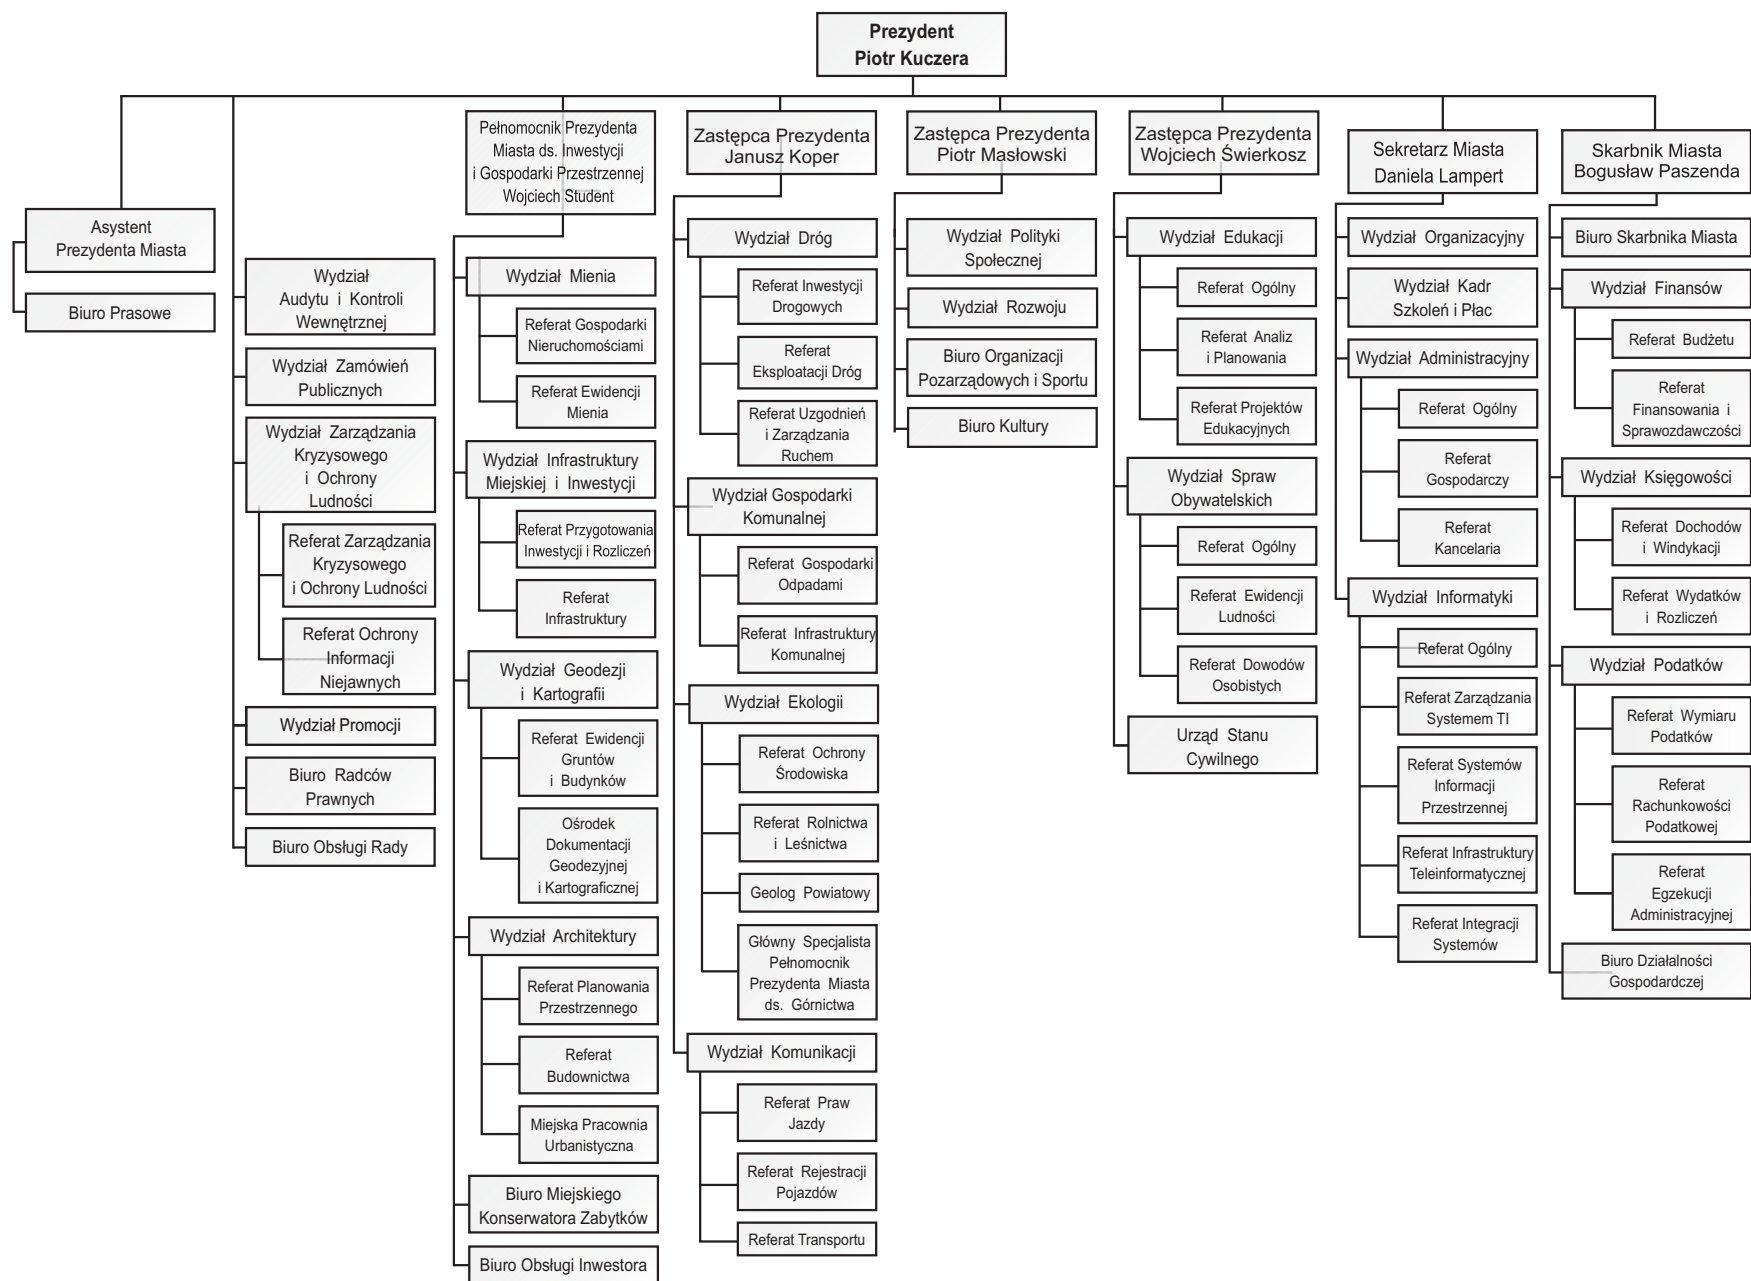 Prezydent
Piotr Kuczera
Asystent
Prezydenta Miasta
Biuro Prasowe
Wydział
Audytu i Kontroli
Wewnętrznej
Wydział Zamówień
Publicznych
Wydział Zarządzania
Kryzysowego
i Ochrony
Ludności
Referat Zarządzania
Kryzysowego
i Ochrony Ludności
Referat Ochrony
Informacji
Niejawnych
Wydział Promocji
Biuro Radców
Prawnych
Biuro Obsługi Rady
Pełnomocnik Prezydenta
Miasta ds. Inwestycji
i Gospodarki Przestrzennej
Wojciech Student
Wydział Mienia
Referat Gospodarki
Nieruchomościami
Referat Ewidencji
Mienia
Wydział Infrastruktury
Miejskiej i Inwestycji
Referat Przygotowania
Inwestycji i Rozliczeń
Referat
Infrastruktury
Wydział Geodezji
i Kartografii
Referat Ewidencji
Gruntów
i Budynków
Ośrodek
Dokumentacji
Geodezyjnej
i Kartograficznej
Wydział Architektury
Referat Planowania
Przestrzennego
Referat
Budownictwa
Miejska Pracownia
Urbanistyczna
Biuro Miejskiego
Konserwatora Zabytków
Biuro Obsługi Inwestora
Zastępca Prezydenta
Janusz Koper
Wydział Dróg
Referat Inwestycji
Drogowych
Referat
Eksploatacji Dróg
Referat Uzgodnień
i Zarządzania
Ruchem
Wydział Gospodarki
Komunalnej
Referat Gospodarki
Odpadami
Referat Infrastruktury
Komunalnej
Wydział Ekologii
Referat Ochrony
Środowiska
Referat Rolnictwa
i Leśnictwa
Geolog Powiatowy
Główny Specjalista
Pełnomocnik
Prezydenta Miasta
ds. Górnictwa
Wydział Komunikacji
Referat Praw
Jazdy
Referat Rejestracji
Pojazdów
Referat Transportu
Zastępca Prezydenta
Piotr Masłowski
Wydział Polityki
Społecznej
Wydział Rozwoju
Biuro Organizacji
Pozarządowych i Sportu
Biuro Kultury
Zastępca Prezydenta
Wojciech Świerkosz
Wydział Edukacji
Referat Ogólny
Referat Analiz
i Planowania
Referat Projektów
Edukacyjnych
Wydział Spraw
Obywatelskich
Referat Ogólny
Referat Ewidencji
Ludności
Referat Dowodów
Osobistych
Urząd Stanu
Cywilnego
Sekretarz Miasta
Daniela Lampert
Wydział Organizacyjny
Wydział Kadr
Szkoleń i Płac
Wydział Administracyjny
Referat Ogólny
Referat
Gospodarczy
Referat
Kancelaria
Wydział Informatyki
Referat Ogólny
Referat Zarządzania
Systemem TI
Referat Systemów
Informacji
Przestrzennej
Referat Infrastruktury
Teleinformatycznej
Referat Integracji
Systemów
Skarbnik Miasta
Bogusław Paszenda
Biuro Skarbnika Miasta
Wydział Finansów
Referat Budżetu
Referat
Finansowania i
Sprawozdawczości
Wydział Księgowości
Referat Dochodów
i Windykacji
Referat Wydatków
i Rozliczeń
Wydział Podatków
Referat Wymiaru
Podatków
Referat
Rachunkowości
Podatkowej
Referat
Egzekucji
Administracyjnej
Biuro Działalności
Gospodardczej